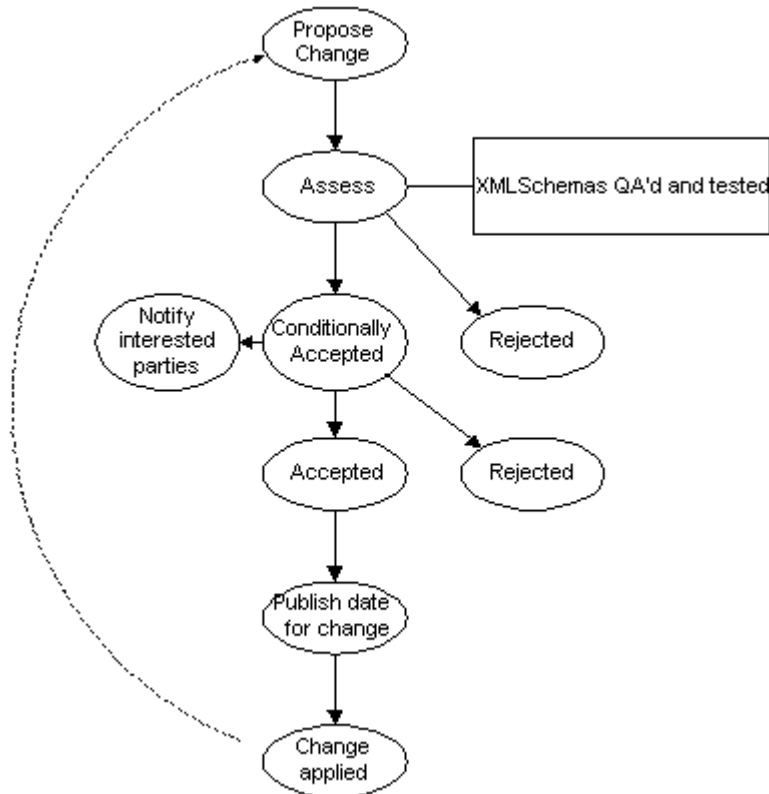 Propose
Change
Assess
XMLSchemas QA'd and tested
Notify
interested
parties
Conditionally
Accepted
Rejected
Accepted
Rejected
Publish date
for change
Change
applied